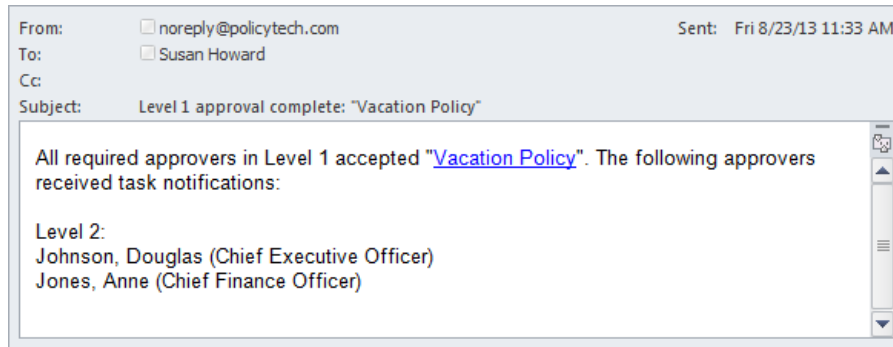 From: noreply@policytech.com Sent: Fri 8/23/13 11:33 AM
To: Susan Howard
Cc:
Subject: Level 1 approval complete: "Vacation Policy"
All required approvers in Level 1 accepted "Vacation Policy". The following approvers
received task notifications:
Level 2:
Johnson, Douglas (Chief Executive Officer)
Jones, Anne (Chief Finance Officer)